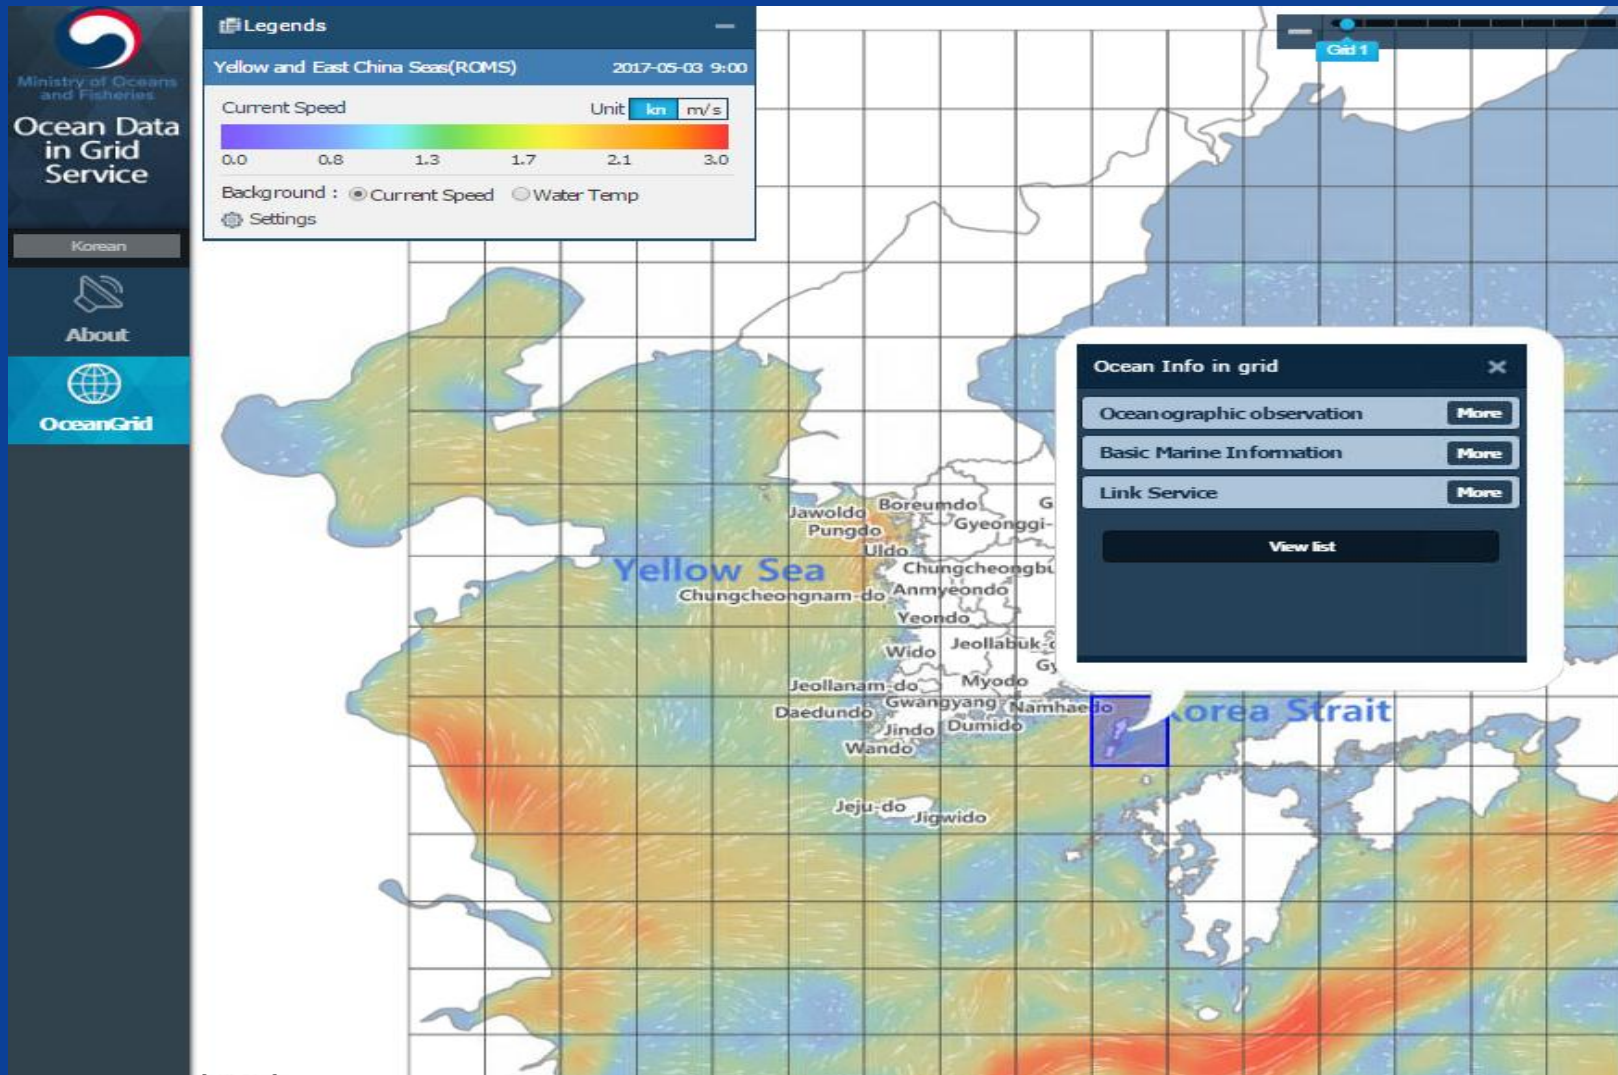 Ministry of Oceans
and Fisheries
Ocean Data
in Grid
Service
Korean
About
OceanGrid
Legends
Yellow and East China Seas(ROMS) 2017-05-03 9:00
Current Speed Unit kn m/s
0.0 0.8 1.3 1.7 2.1 3.0
Background : Current Speed Water Temp
Settings
Grid 1
Ocean Info in grid
Oceanographic observation More
Basic Marine Information More
Link Service More
View list
Jawoldo Boreumdo G
Pungdo Gyeonggi-
Uldo
Yellow Sea Chungcheongbu
Chungcheongnam-do Anmyeondo
Yeondo
Wido Jeollabuk-d
Gy
Jeollanam-do Myodo
Daedundo Gwangyang Namhaedo Korea Strait
Jindo Dumido
Wando
Jeju-do
Jigwido